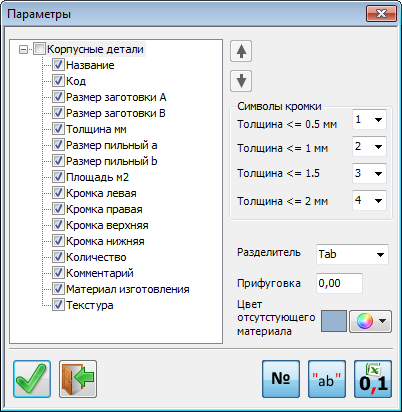 Параметры
Корпусные детали
Название
Код
Размер заготовки A
Размер заготовки B
Толщина мм
Размер пильный a
Размер пильный b
Площадь м2
Кромка левая
Кромка правая
Кромка верхняя
Кромка нижняя
Количество
Комментарий
Материал изготовления
Текстура
Символы кромки
Толщина <= 0.5 мм 1
Толщина <= 1 мм 2
Толщина <= 1.5 3
Толщина <= 2 мм 4
Разделитель Tab
Прифуговка 0,00
Цвет
отсутстующего
материала
№ "ab" 0,1